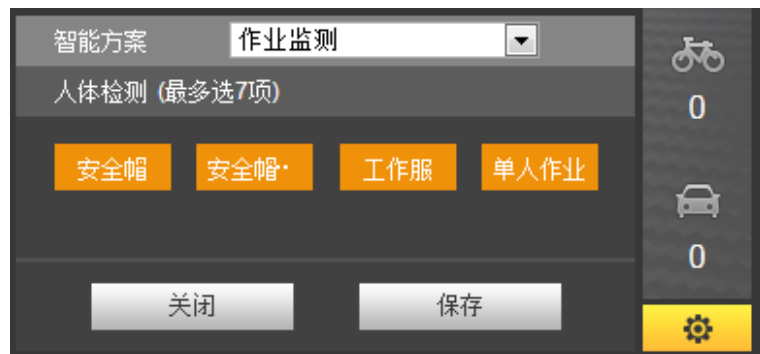 智能方案 作业监测
人体检测 (最多选7项)
安全帽 安全帽·· 工作服 单人作业
关闭 保存
0
0